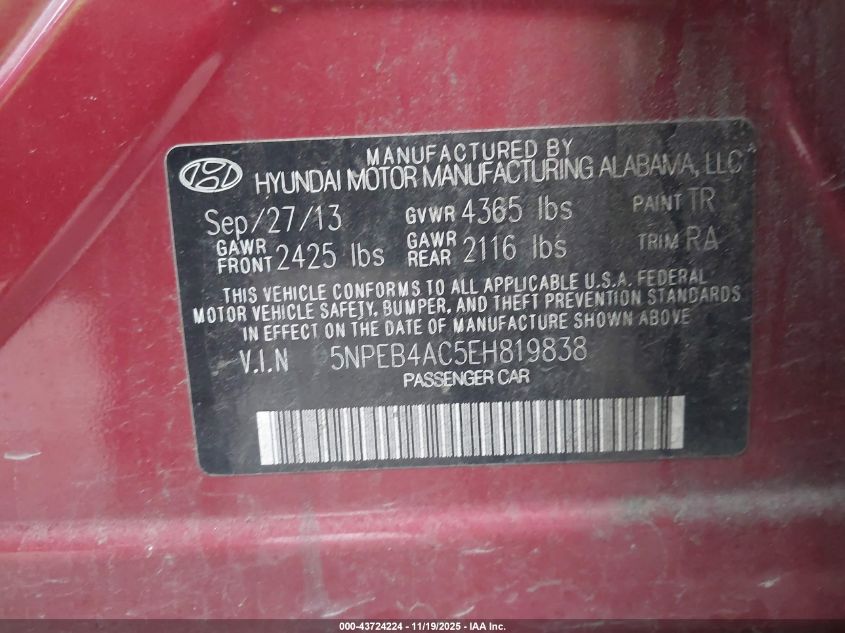 MANUFACTURED BY
HYUNDAI MOTOR MANUFACTURING ALABAMA, LLC
Sep/27/13 GVWR 4365 lbs PAINT TR
GAWR FRONT 2425 lbs GAWR REAR 2116 lbs TRIM RA
THIS VEHICLE CONFORMS TO ALL APPLICABLE U.S.A. FEDERAL
MOTOR VEHICLE SAFETY, BUMPER, AND THEFT PREVENTION STANDARDS
IN EFFECT ON THE DATE OF MANUFACTURE SHOWN ABOVE
V.I.N 5NPEB4AC5EH819838
PASSENGER CAR
000-43724224 - 11/19/2025 - IAA Inc.